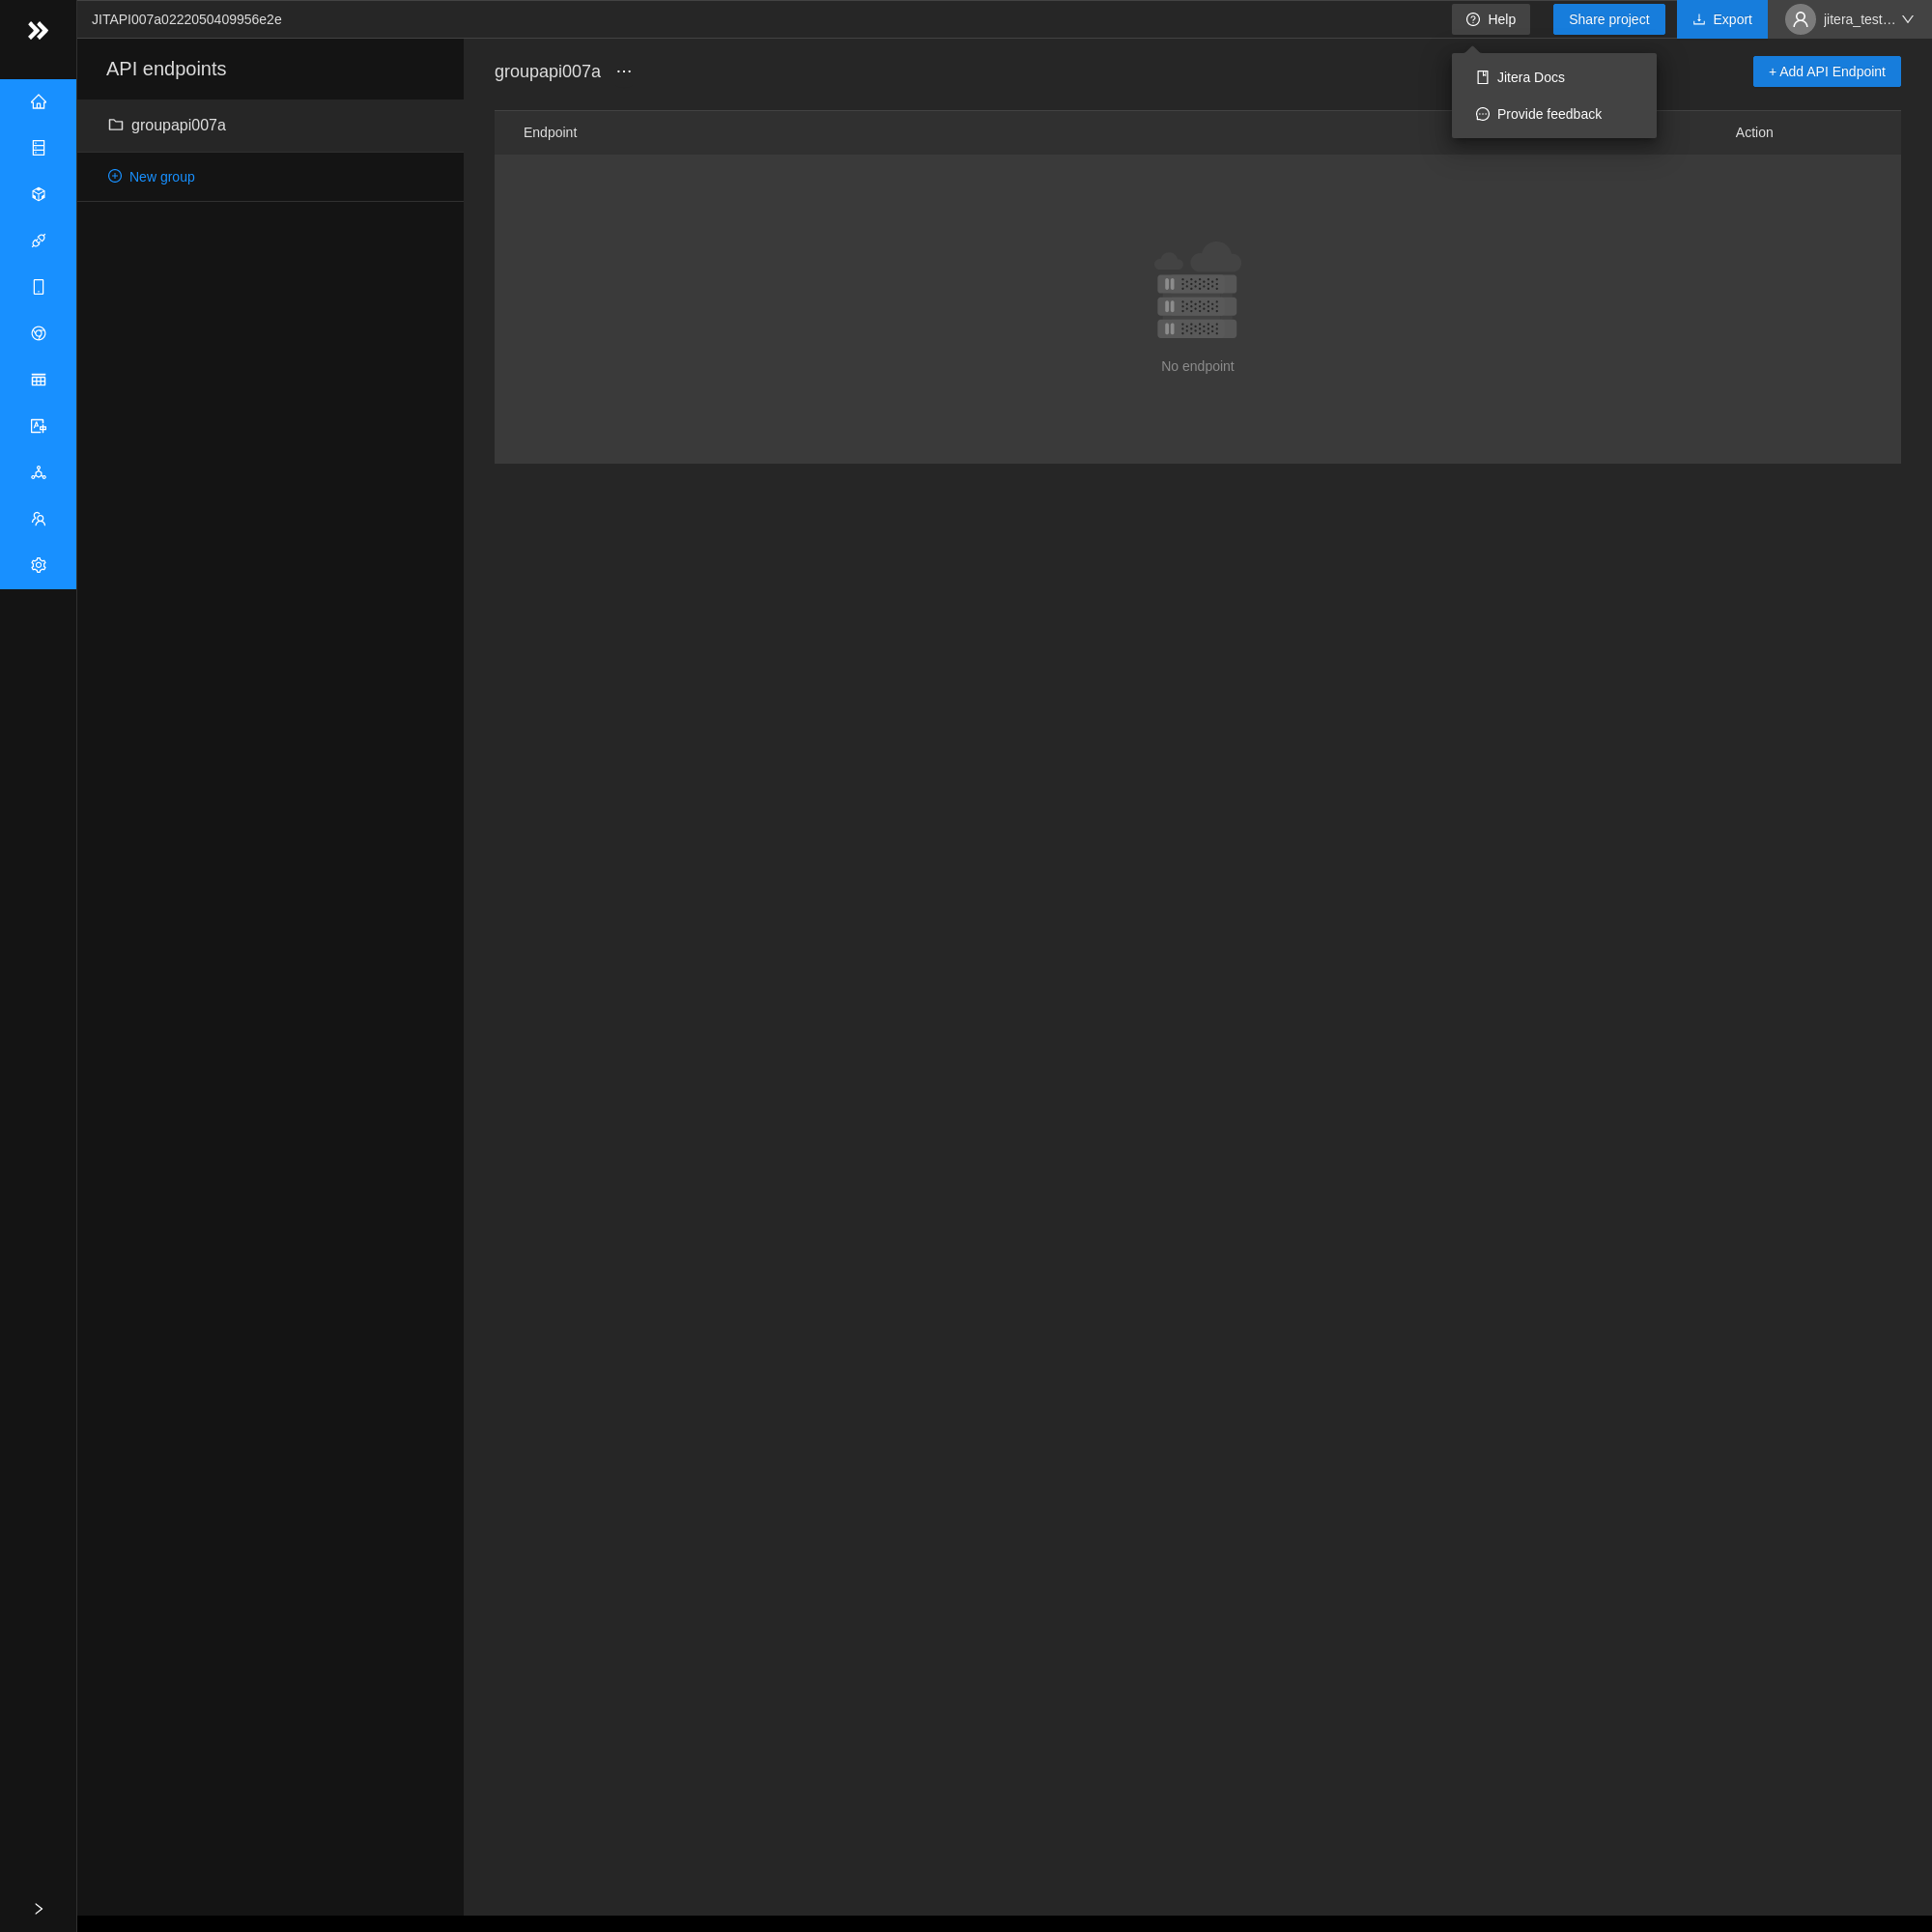 JITAPI007a0222050409956e2e
Help
Share project
Export
jitera_test…
API endpoints
groupapi007a
New group
groupapi007a
+ Add API Endpoint
Jitera Docs
Provide feedback
Endpoint
Action
No endpoint